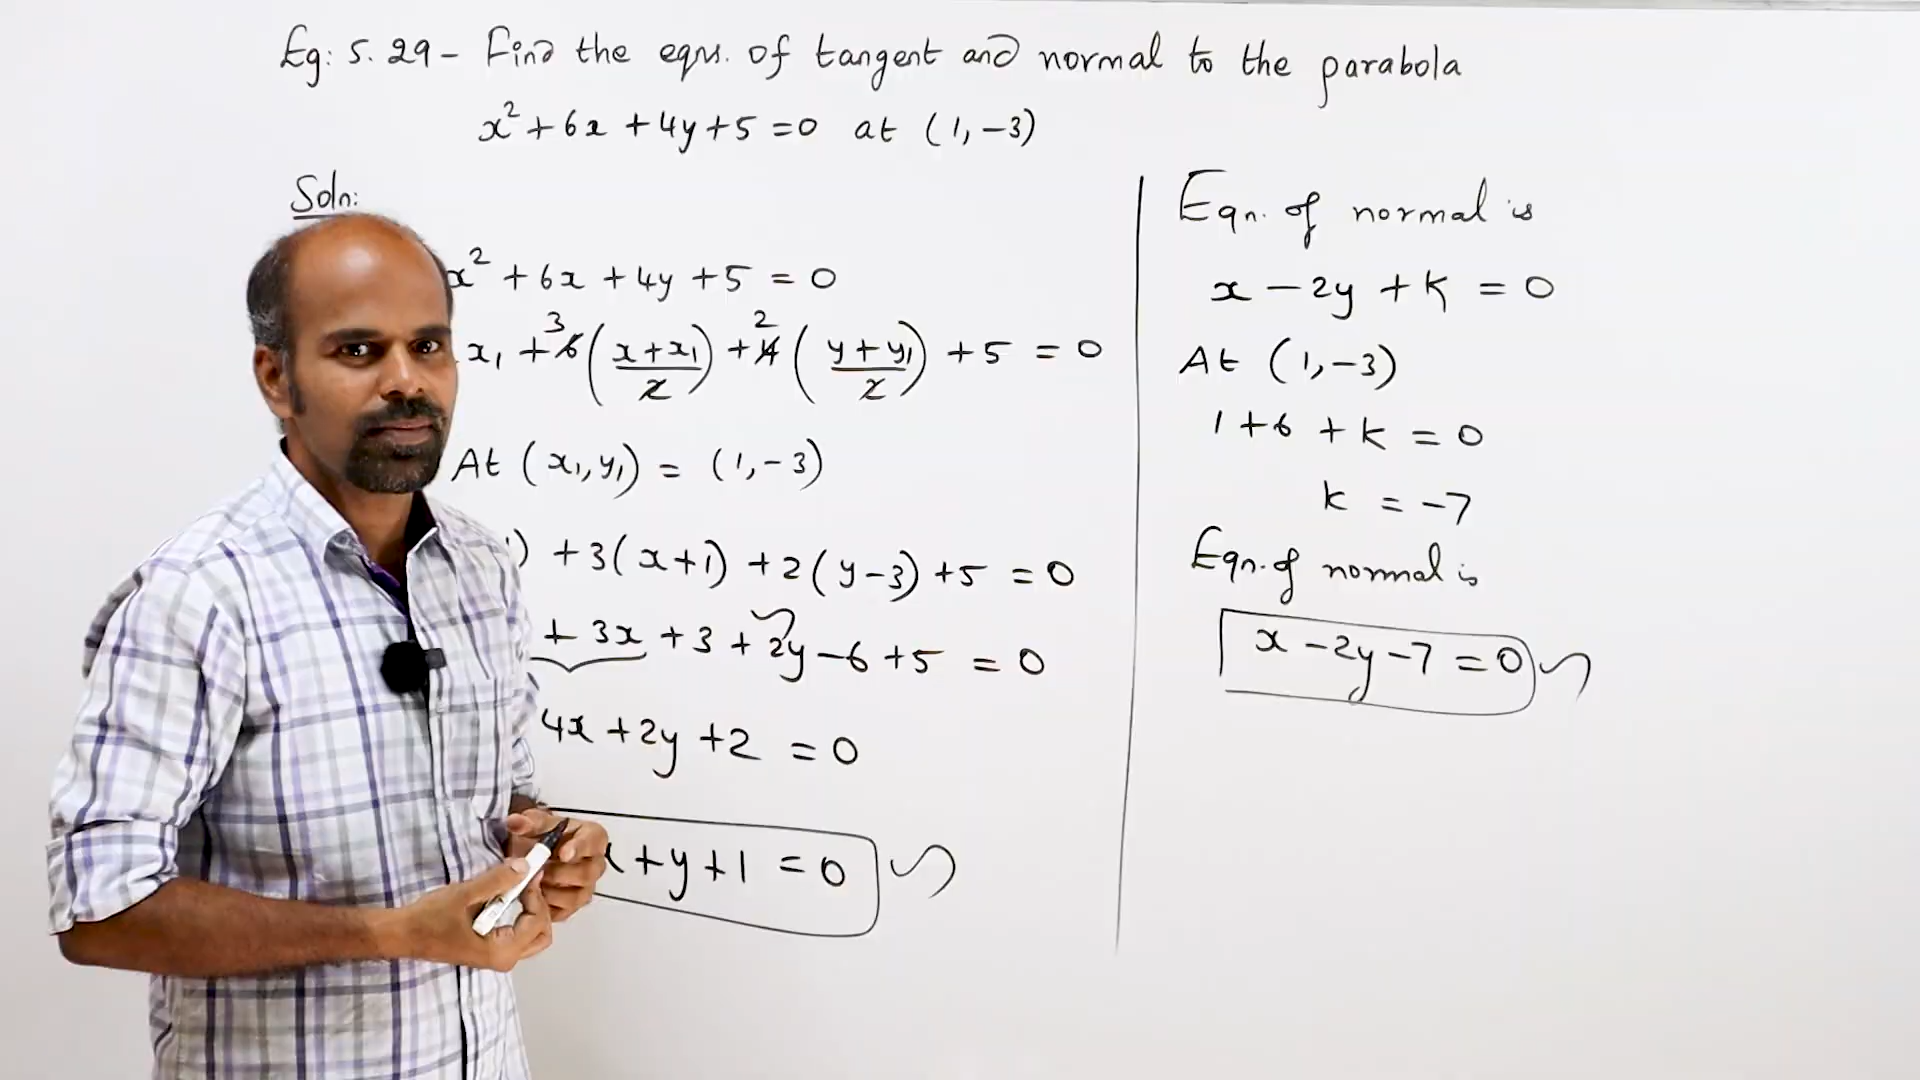 Eg: 5.29 - Find the eqns. of tangent and normal to the parabola
x² + 6x + 4y + 5 = 0 at (1, -3)
Soln:
x² + 6x + 4y + 5 = 0
x₁ + 6 3 (x + x₁ / 2) + 4 2 (y + y₁ / 2) + 5 = 0
At (x₁, y₁) = (1, -3)
) + 3(x+1) + 2(y-3) + 5 = 0
+ 3x + 3 + 2y - 6 + 5 = 0
4x + 2y + 2 = 0
x + y + 1 = 0
Eqn. of normal is
x - 2y + k = 0
At (1, -3)
1 + 6 + k = 0
k = -7
Eqn. of normal is
x - 2y - 7 = 0